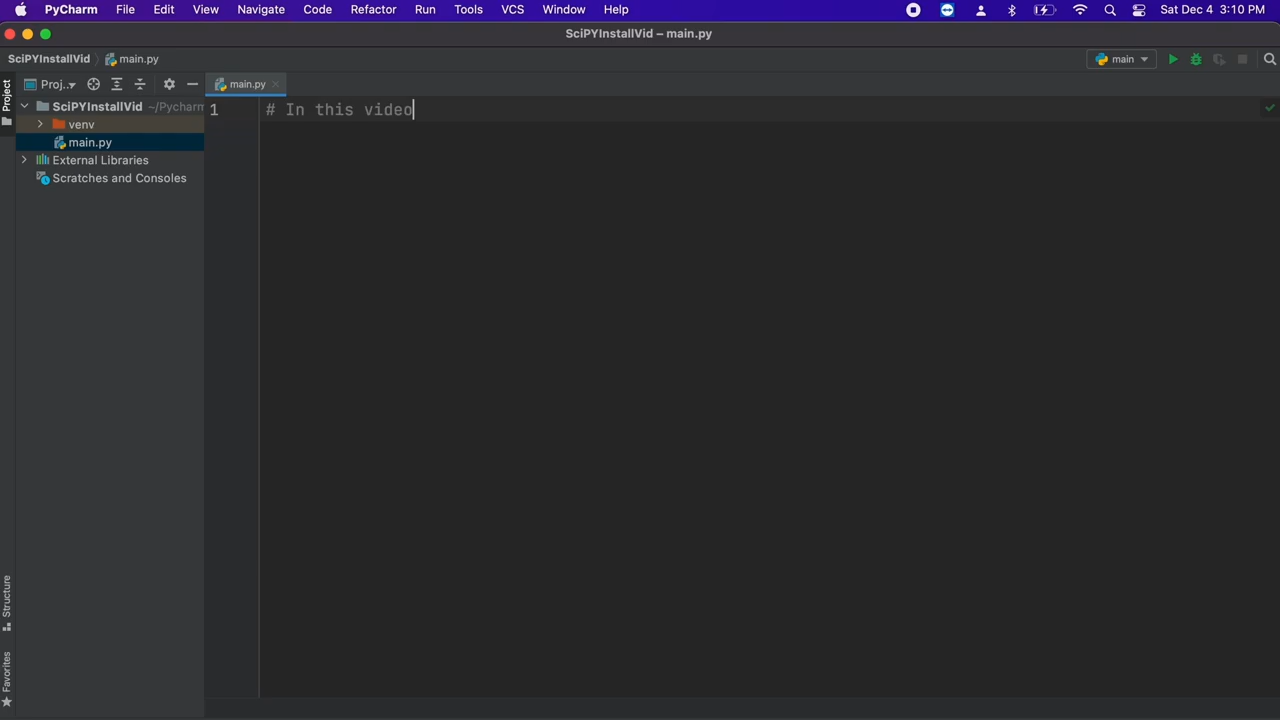 PyCharm File Edit View Navigate Code Refactor Run Tools VCS Window Help Sat Dec 4 3:10 PM
SciPYInstallVid – main.py
SciPYInstallVid main.py main
Project Proj.. main.py
SciPYInstallVid ~/Pycharm
1 # In this video
venv
main.py
External Libraries
Scratches and Consoles
Structure
Favorites